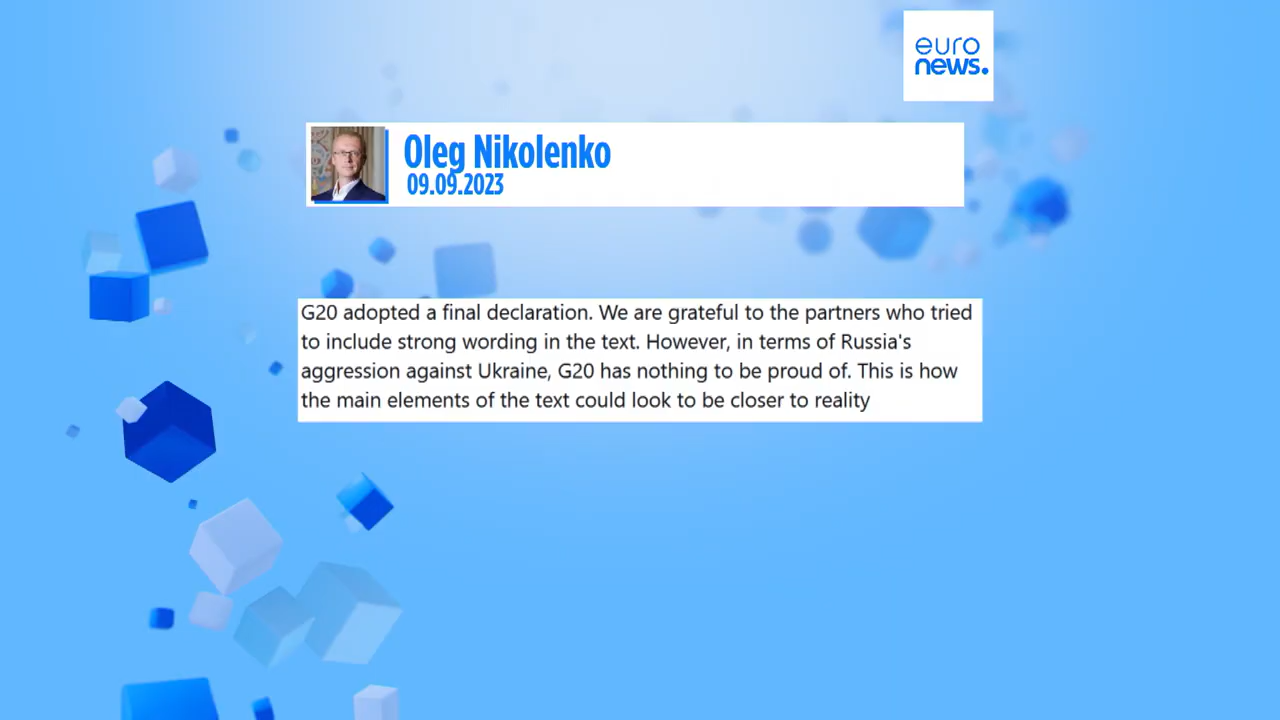 euro
news.
Oleg Nikolenko
09.09.2023
G20 adopted a final declaration. We are grateful to the partners who tried
to include strong wording in the text. However, in terms of Russia's
aggression against Ukraine, G20 has nothing to be proud of. This is how
the main elements of the text could look to be closer to reality